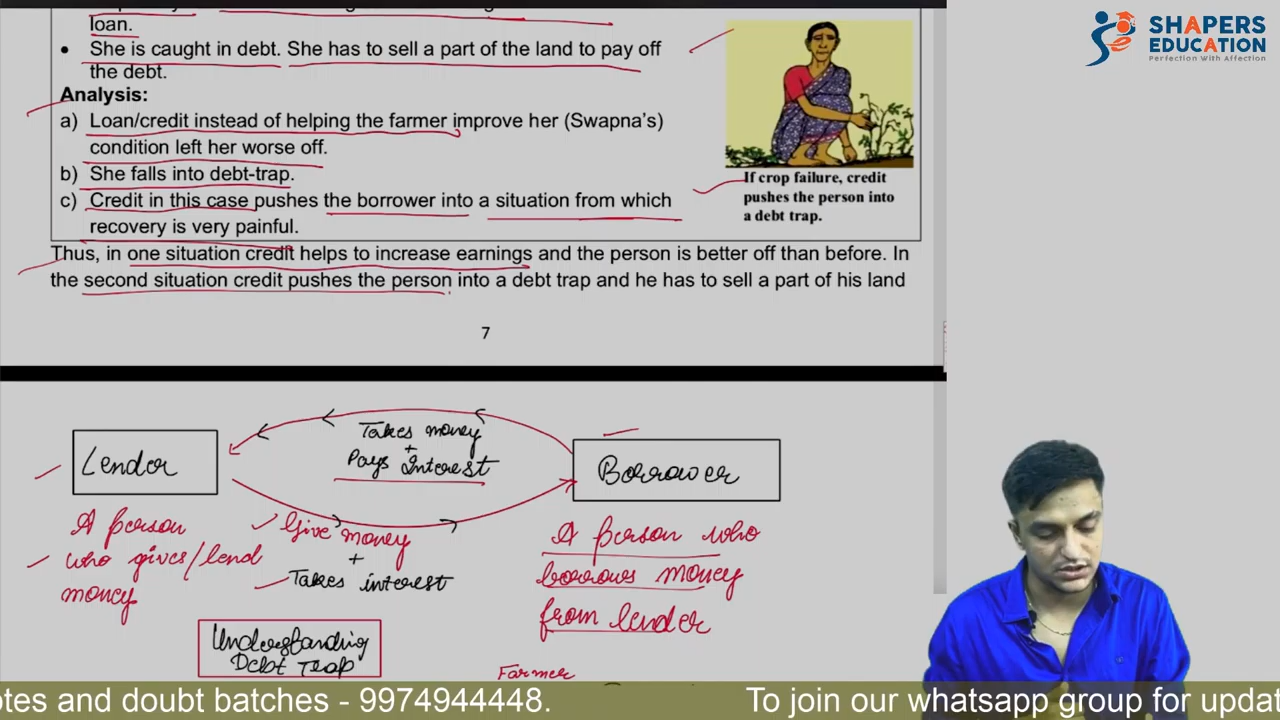 loan.
• She is caught in debt. She has to sell a part of the land to pay off
the debt.
Analysis:
a) Loan/credit instead of helping the farmer improve her (Swapna's)
condition left her worse off.
b) She falls into debt-trap.
c) Credit in this case pushes the borrower into a situation from which
recovery is very painful.
If crop failure, credit
pushes the person into
a debt trap.
Thus, in one situation credit helps to increase earnings and the person is better off than before. In
the second situation credit pushes the person into a debt trap and he has to sell a part of his land
7
SHAPERS
EDUCATION
Perfection With Affection
Lender
Takes money
+
Pays Interest
Borrower
A person
who gives/lend
money
Give money
+
Takes interest
A person who
borrows money
from lender
Understanding
Debt Trap
Farmer
otes and doubt batches - 9974944448. To join our whatsapp group for updat